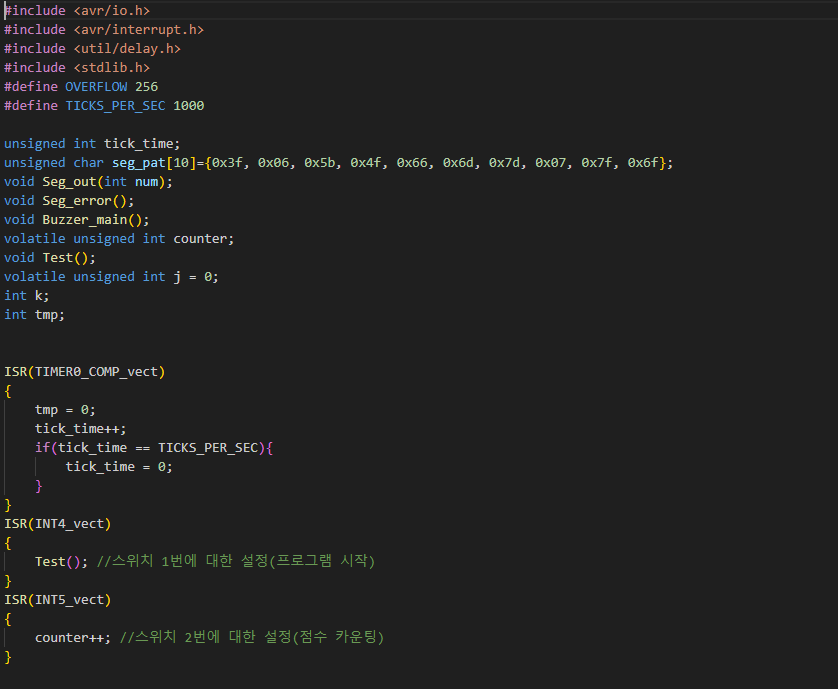 #include <avr/io.h>
#include <avr/interrupt.h>
#include <util/delay.h>
#include <stdlib.h>
#define OVERFLOW 256
#define TICKS_PER_SEC 1000
unsigned int tick_time;
unsigned char seg_pat[10]={0x3f, 0x06, 0x5b, 0x4f, 0x66, 0x6d, 0x7d, 0x07, 0x7f, 0x6f};
void Seg_out(int num);
void Seg_error();
void Buzzer_main();
volatile unsigned int counter;
void Test();
volatile unsigned int j = 0;
int k;
int tmp;
ISR(TIMER0_COMP_vect)
{
    tmp = 0;
    tick_time++;
    if(tick_time == TICKS_PER_SEC){
        tick_time = 0;
    }
}
ISR(INT4_vect)
{
    Test(); //스위치 1번에 대한 설정(프로그램 시작)
}
ISR(INT5_vect)
{
    counter++; //스위치 2번에 대한 설정(점수 카운팅)
}